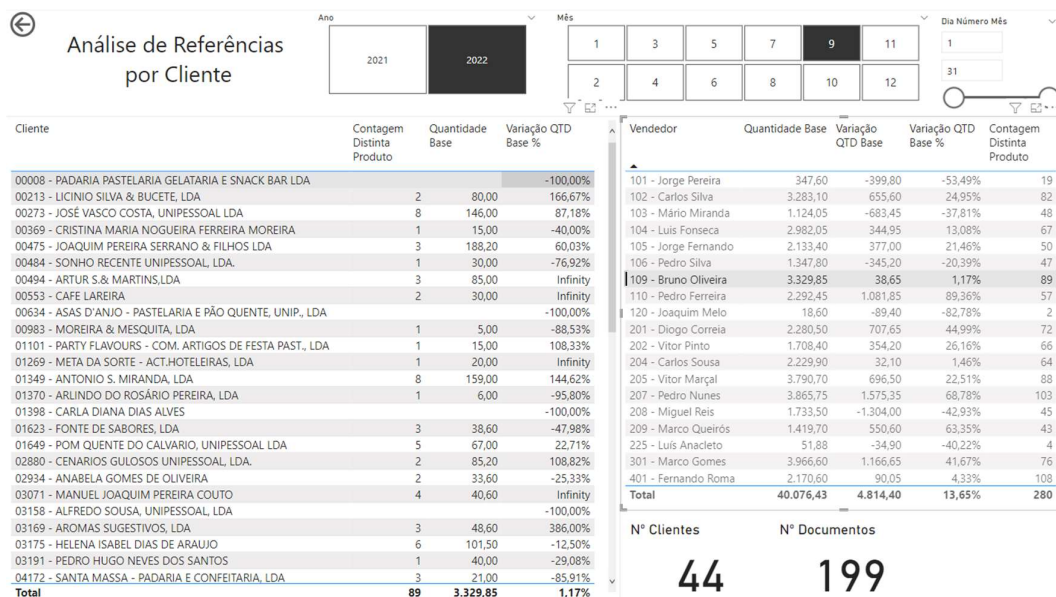 Análise de Referências
por Cliente
Ano
2021
2022
Mês
1 3 5 7 9 11
2 4 6 8 10 12
Dia Número Mês
1
31
Cliente Contagem Distinta Produto Quantidade Base Variação QTD Base %
00008 - PADARIA PASTELARIA GELATARIA E SNACK BAR LDA -100,00%
00213 - LICINIO SILVA & BUCETE, LDA 2 80,00 166,67%
00273 - JOSÉ VASCO COSTA, UNIPESSOAL LDA 8 146,00 87,18%
00369 - CRISTINA MARIA NOGUEIRA FERREIRA MOREIRA 1 15,00 -40,00%
00475 - JOAQUIM PEREIRA SERRANO & FILHOS LDA 3 188,20 60,03%
00484 - SONHO RECENTE UNIPESSOAL, LDA. 1 30,00 -76,92%
00494 - ARTUR S.& MARTINS,LDA 3 85,00 Infinity
00553 - CAFE LAREIRA 2 30,00 Infinity
00634 - ASAS D'ANJO - PASTELARIA E PÃO QUENTE, UNIP., LDA -100,00%
00983 - MOREIRA & MESQUITA, LDA 1 5,00 -88,53%
01101 - PARTY FLAVOURS - COM. ARTIGOS DE FESTA PAST., LDA 1 15,00 108,33%
01269 - META DA SORTE - ACT.HOTELEIRAS, LDA 1 20,00 Infinity
01349 - ANTONIO S. MIRANDA, LDA 8 159,00 144,62%
01370 - ARLINDO DO ROSÁRIO PEREIRA, LDA 1 6,00 -95,80%
01398 - CARLA DIANA DIAS ALVES -100,00%
01623 - FONTE DE SABORES, LDA 3 38,60 -47,98%
01649 - POM QUENTE DO CALVARIO, UNIPESSOAL LDA 5 67,00 22,71%
02880 - CENARIOS GULOSOS UNIPESSOAL, LDA. 2 85,20 108,82%
02934 - ANABELA GOMES DE OLIVEIRA 2 33,60 -25,33%
03071 - MANUEL JOAQUIM PEREIRA COUTO 4 40,60 Infinity
03158 - ALFREDO SOUSA, UNIPESSOAL, LDA -100,00%
03169 - AROMAS SUGESTIVOS, LDA 3 48,60 386,00%
03175 - HELENA ISABEL DIAS DE ARAUJO 6 101,50 -12,50%
03191 - PEDRO HUGO NEVES DOS SANTOS 1 40,00 -29,08%
04172 - SANTA MASSA - PADARIA E CONFEITARIA, LDA 3 21,00 -85,91%
Total 89 3.329,85 1,17%
Vendedor Quantidade Base Variação QTD Base Variação QTD Base % Contagem Distinta Produto
101 - Jorge Pereira 347,60 -399,80 -53,49% 19
102 - Carlos Silva 3.283,10 655,60 24,95% 82
103 - Mário Miranda 1.124,05 -683,45 -37,81% 48
104 - Luis Fonseca 2.982,05 344,95 13,08% 67
105 - Jorge Fernando 2.133,40 377,00 21,46% 50
106 - Pedro Silva 1.347,80 -345,20 -20,39% 47
109 - Bruno Oliveira 3.329,85 38,65 1,17% 89
110 - Pedro Ferreira 2.292,45 1.081,85 89,36% 57
120 - Joaquim Melo 18,60 -89,40 -82,78% 2
201 - Diogo Correia 2.280,50 707,65 44,99% 72
202 - Vitor Pinto 1.708,40 354,20 26,16% 66
204 - Carlos Sousa 2.229,90 32,10 1,46% 64
205 - Vitor Marçal 3.790,70 696,50 22,51% 88
207 - Pedro Nunes 3.865,75 1.575,35 68,78% 103
208 - Miguel Reis 1.733,50 -1.304,00 -42,93% 45
209 - Marco Queirós 1.419,70 550,60 63,35% 43
225 - Luís Anacleto 51,88 -34,90 -40,22% 4
301 - Marco Gomes 3.966,60 1.166,65 41,67% 76
401 - Fernando Roma 2.170,60 90,05 4,33% 108
Total 40.076,43 4.814,40 13,65% 280
Nº Clientes
44
Nº Documentos
199